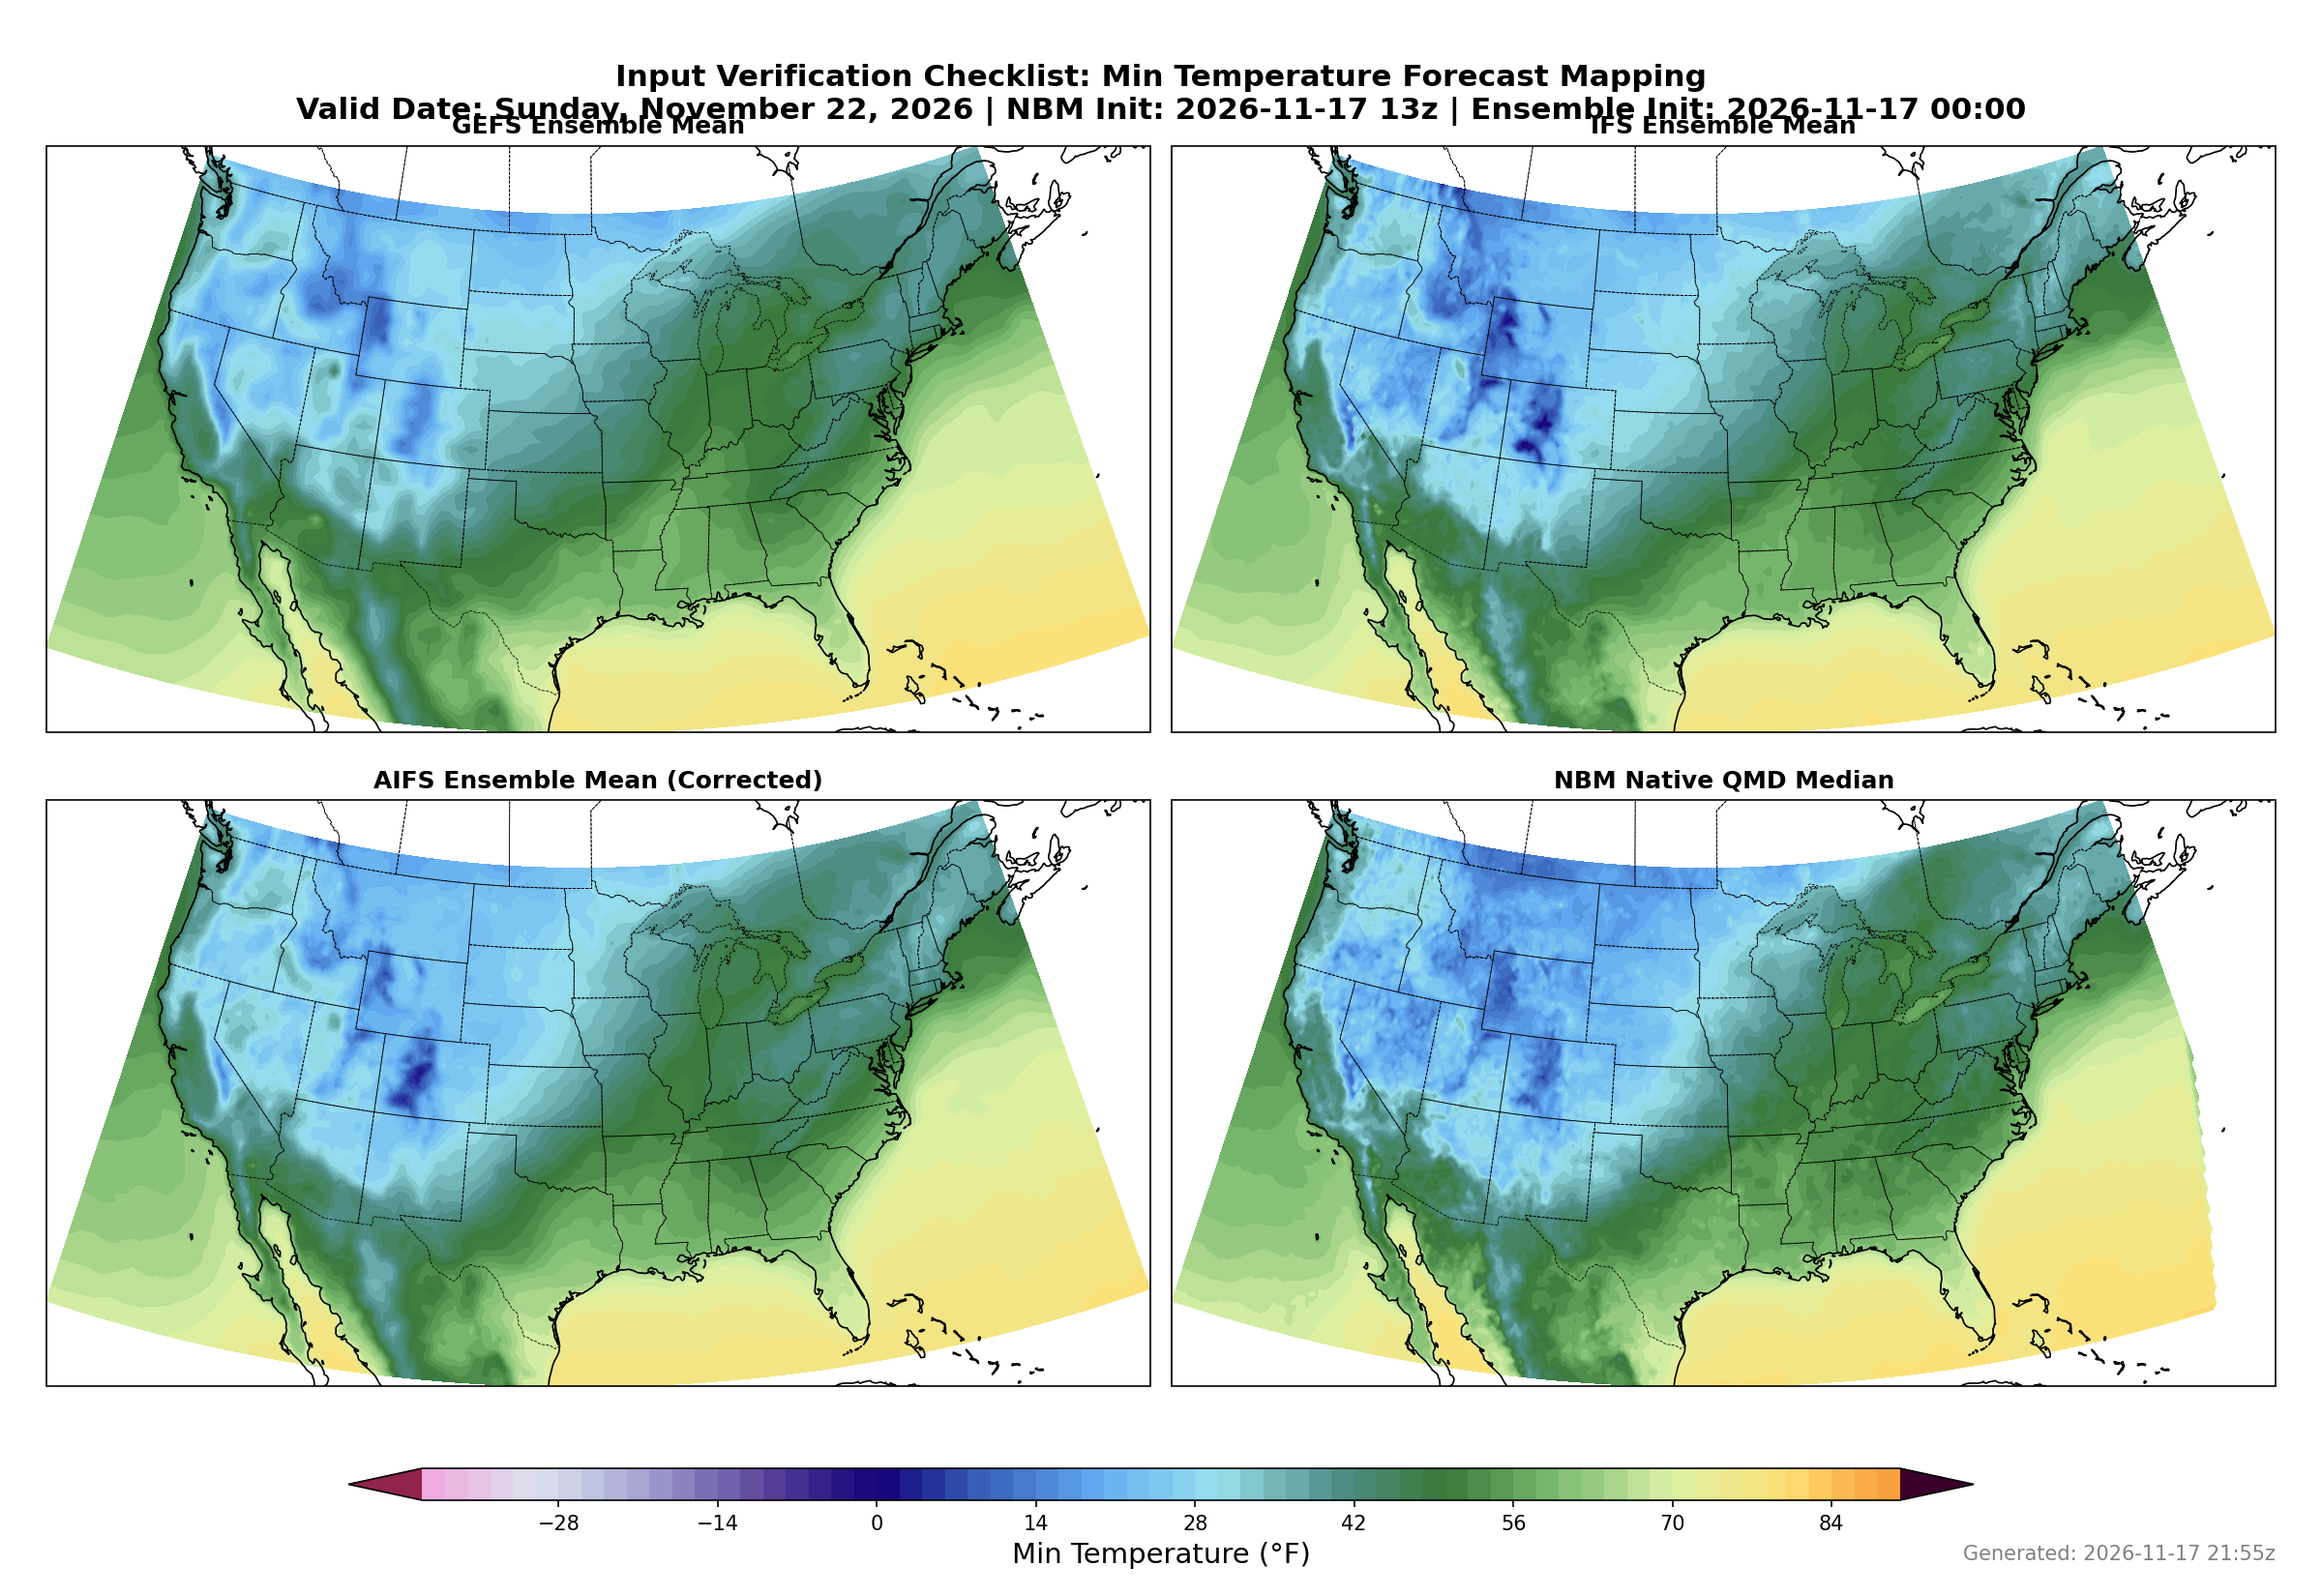 Input Verification Checklist: Min Temperature Forecast Mapping
Valid Date: Sunday, November 22, 2026 | NBM Init: 2026-11-17 13z | Ensemble Init: 2026-11-17 00:00
GEFS Ensemble Mean
IFS Ensemble Mean
AIFS Ensemble Mean (Corrected)
NBM Native QMD Median
−28 −14 0 14 28 42 56 70 84
Min Temperature (°F)
Generated: 2026-11-17 21:55z